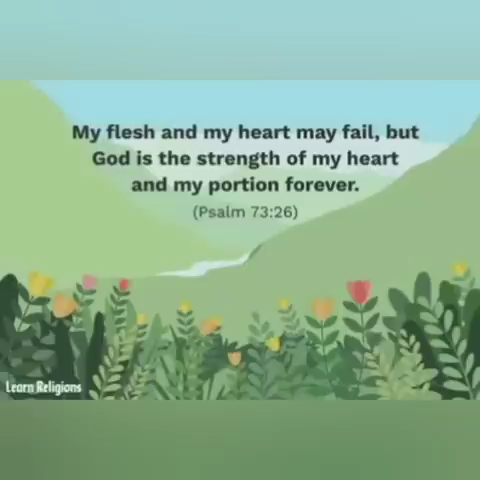 My flesh and my heart may fail, but
God is the strength of my heart
and my portion forever.
(Psalm 73:26)
Learn Religions